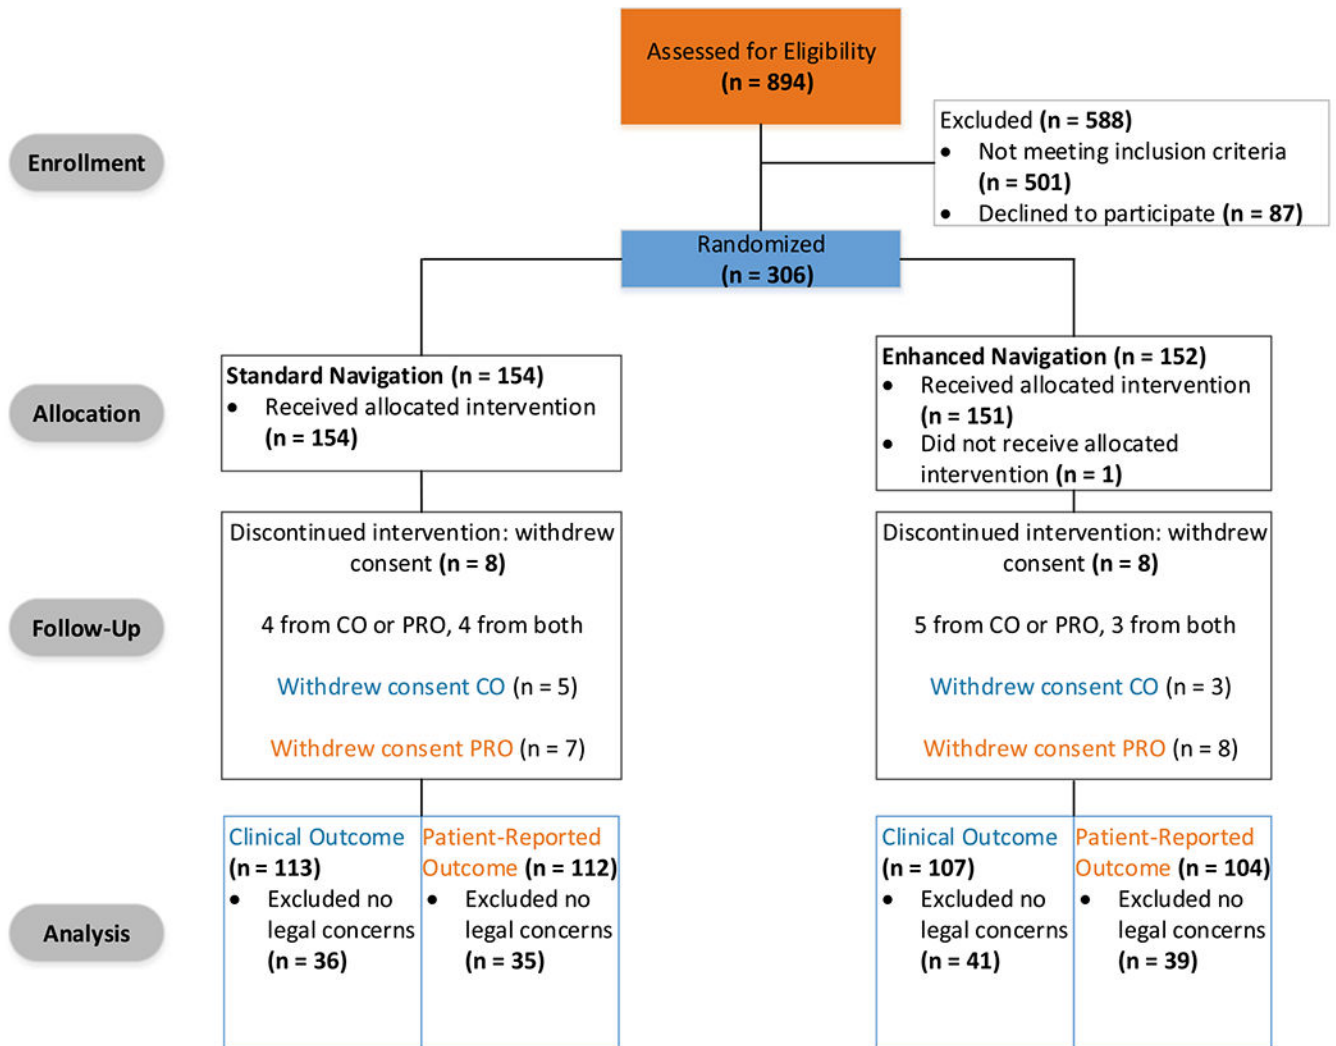 Assessed for Eligibility
(n = 894)
Enrollment
Excluded (n = 588)
• Not meeting inclusion criteria
(n = 501)
• Declined to participate (n = 87)
Randomized
(n = 306)
Allocation
Standard Navigation (n = 154)
• Received allocated intervention
(n = 154)
Enhanced Navigation (n = 152)
• Received allocated intervention
(n = 151)
• Did not receive allocated
intervention (n = 1)
Follow-Up
Discontinued intervention: withdrew
consent (n = 8)
4 from CO or PRO, 4 from both
Withdrew consent CO (n = 5)
Withdrew consent PRO (n = 7)
Discontinued intervention: withdrew
consent (n = 8)
5 from CO or PRO, 3 from both
Withdrew consent CO (n = 3)
Withdrew consent PRO (n = 8)
Analysis
Clinical Outcome
(n = 113)
• Excluded no
legal concerns
(n = 36)
Patient-Reported
Outcome (n = 112)
• Excluded no
legal concerns
(n = 35)
Clinical Outcome
(n = 107)
• Excluded no
legal concerns
(n = 41)
Patient-Reported
Outcome (n = 104)
• Excluded no
legal concerns
(n = 39)